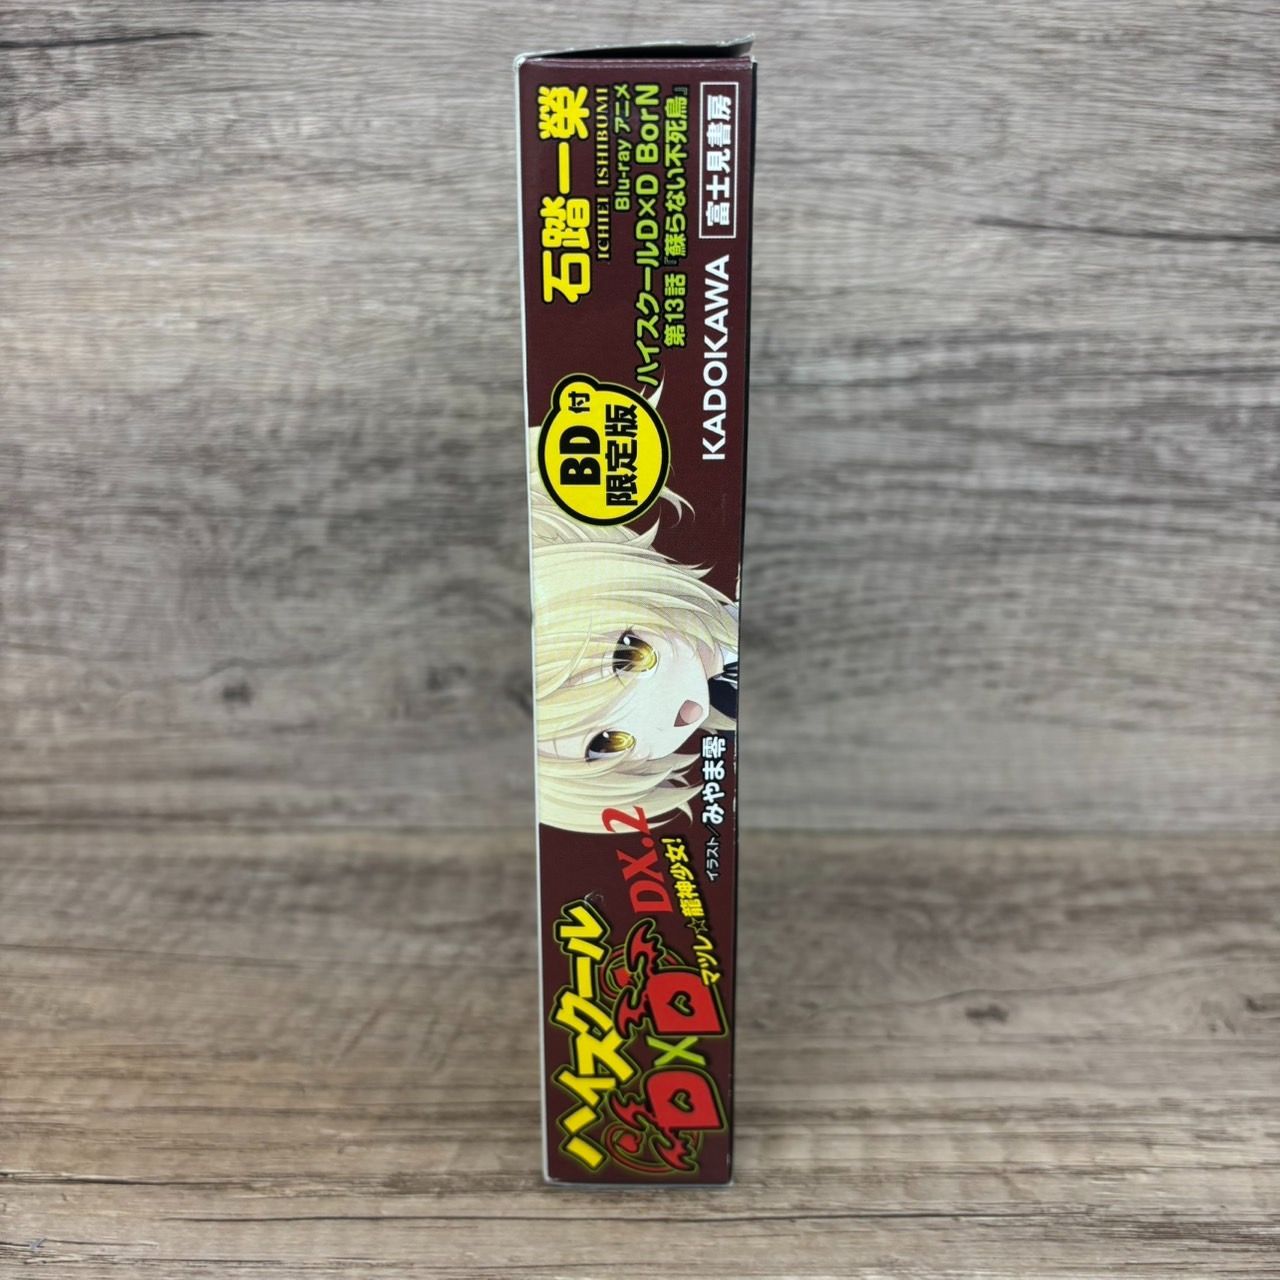 ハイスクール
D×D
DX.2
マツレ☆龍神少女!
イラスト/みやま零
BD付
限定版
石踏一榮
ICHIEI ISHIBUMI
Blu-ray アニメ
ハイスクールD×D BorN
第13話『蘇らない不死鳥』
KADOKAWA
富士見書房